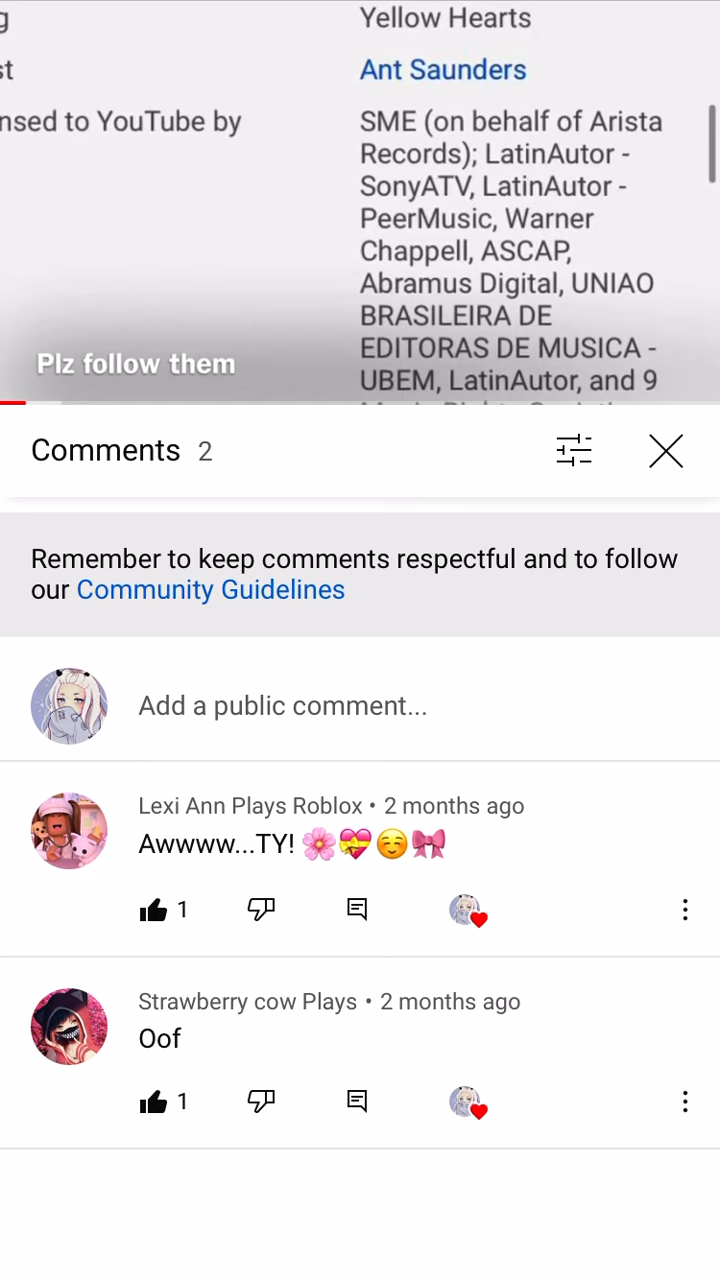 g
Yellow Hearts
st
Ant Saunders
nsed to YouTube by
SME (on behalf of Arista
Records); LatinAutor -
SonyATV, LatinAutor -
PeerMusic, Warner
Chappell, ASCAP,
Abramus Digital, UNIAO
BRASILEIRA DE
EDITORAS DE MUSICA -
UBEM, LatinAutor, and 9
Plz follow them
Comments 2
Remember to keep comments respectful and to follow
our Community Guidelines
Add a public comment...
Lexi Ann Plays Roblox • 2 months ago
Awwww...TY! 🌸💝☺️🎀
1
Strawberry cow Plays • 2 months ago
Oof
1